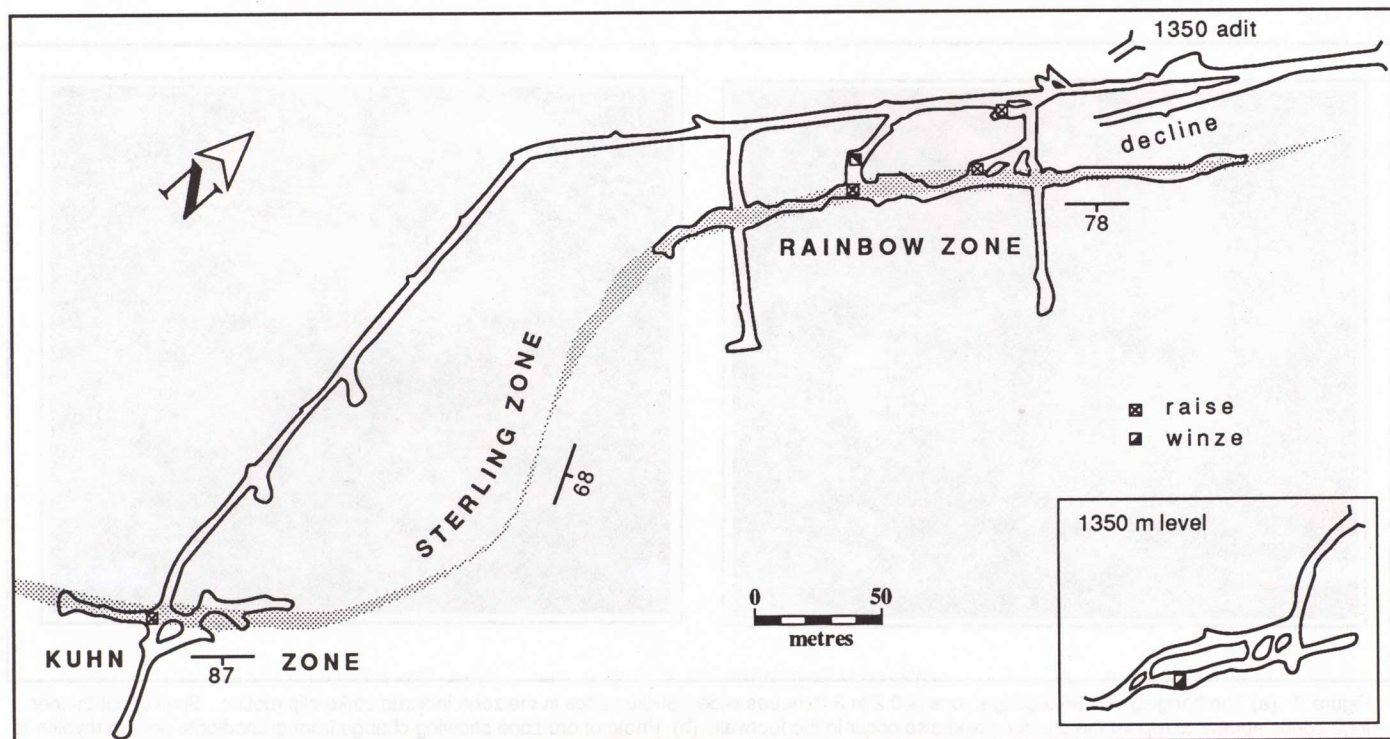 1350 adit
N
decline
RAINBOW ZONE
78
STERLING ZONE
68
raise
winze
1350 m level
0 50
metres
KUHN ZONE
87